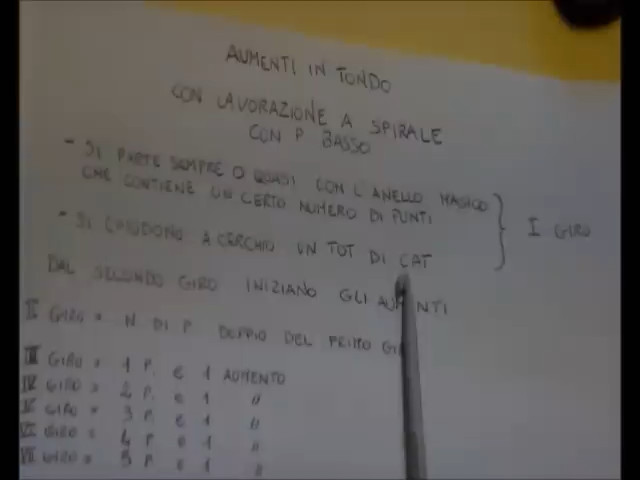 AUMENTI IN TONDO
CON LAVORAZIONE A SPIRALE
CON P BASSO
- SI PARTE SEMPRE O QUASI CON L'ANELLO MAGICO
CHE CONTIENE UN CERTO NUMERO DI PUNTI
I GIRO
- SI CHIUDONO A CERCHIO UN TOT DI CAT
DAL SECONDO GIRO INIZIANO GLI AUMENTI
II GIRO = N DI P. DOPPIO DEL PRIMO
III GIRO = 1 P. e 1 AUMENTO
IV GIRO = 2 P. e 1 "
V GIRO = 3 P. e 1 "
VI GIRO = 4 P e 1 "
VII GIRO = 5 P. e 1 "